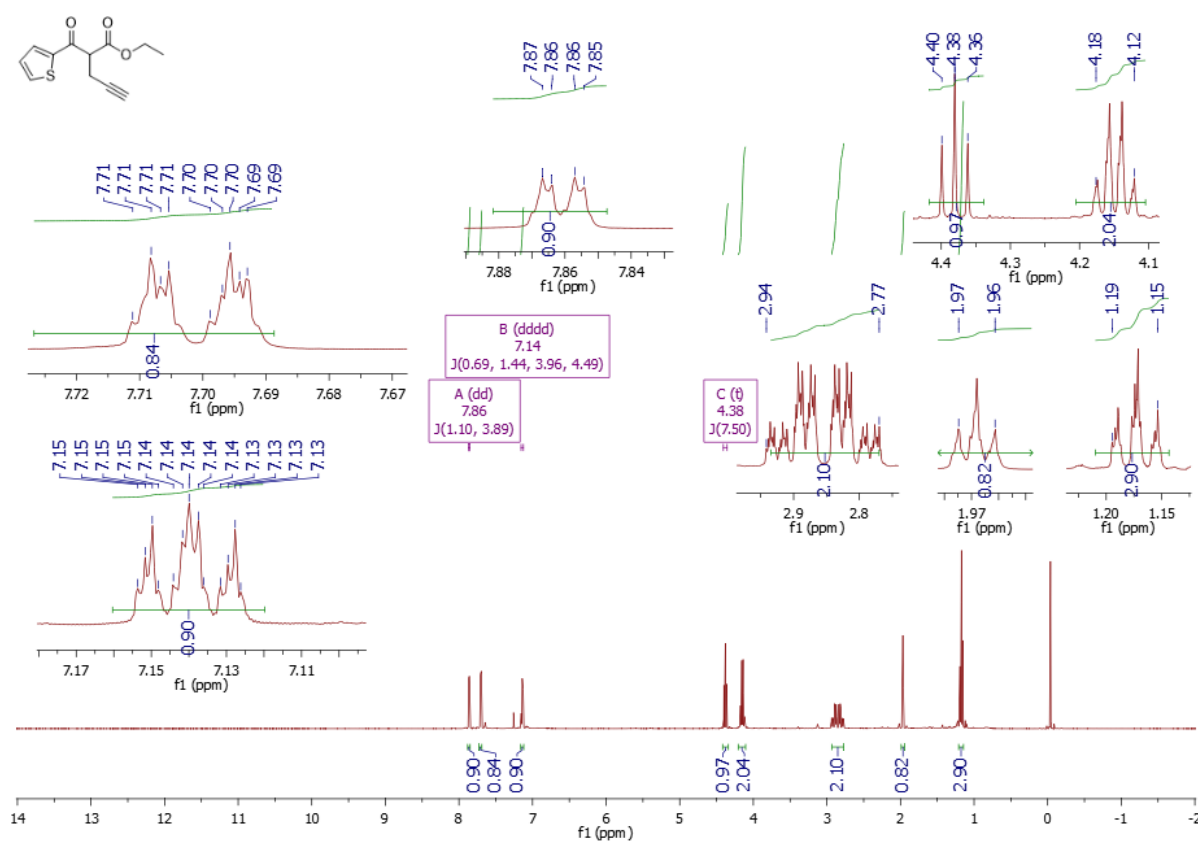 O O
O
S
7.87
7.86
7.86
7.85
4.40
4.38
4.36
4.18
4.12
7.71
7.71
7.71
7.71
7.70
7.70
7.70
7.69
7.69
0.90
7.88 7.86 7.84
f1 (ppm)
0.97
2.04
4.4 4.3 4.2 4.1
f1 (ppm)
0.84
7.72 7.71 7.70 7.69 7.68 7.67
f1 (ppm)
B (dddd)
7.14
J(0.69, 1.44, 3.96, 4.49)
A (dd)
7.86
J(1.10, 3.89)
C (t)
4.38
J(7.50)
2.94
2.77
1.97
1.96
1.19
1.15
2.10
2.9 2.8
f1 (ppm)
0.82
1.97
f1 (ppm)
2.90
1.20 1.15
f1 (ppm)
7.15
7.15
7.15
7.15
7.14
7.14
7.14
7.14
7.14
7.13
7.13
7.13
7.13
0.90
7.17 7.15 7.13 7.11
f1 (ppm)
0.90
0.84
0.90
0.97
2.04
2.10
0.82
2.90
14 13 12 11 10 9 8 7 6 5 4 3 2 1 0 -1 -2
f1 (ppm)